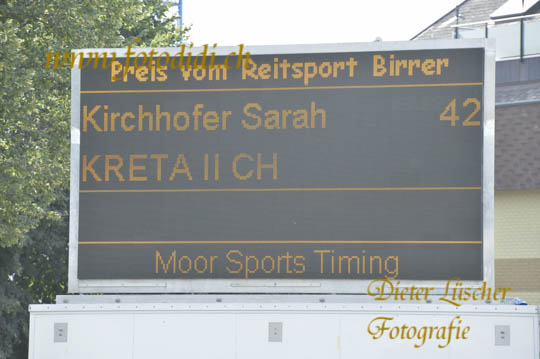 www.fotodidi.ch
Preis vom Reitsport Birrer
Kirchhofer Sarah 42
KRETA II CH
Moor Sports Timing
Dieter Lüscher
Fotografie